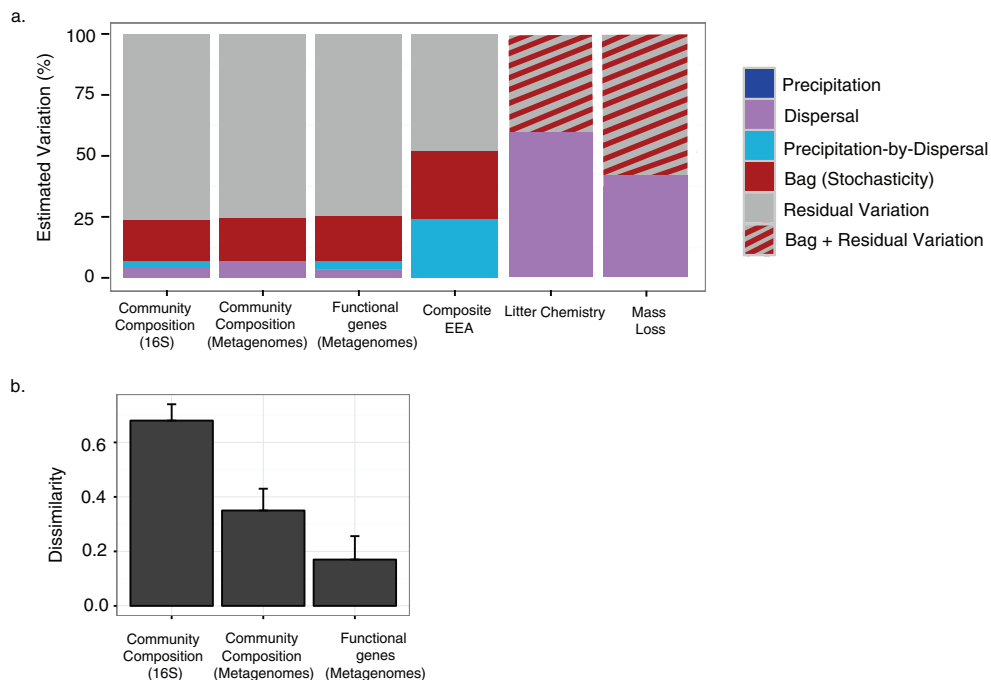 a.
Estimated Variation (%)
100
75
50
25
0
Community
Composition
(16S)
Community
Composition
(Metagenomes)
Functional
genes
(Metagenomes)
Composite
EEA
Litter Chemistry
Mass
Loss
Precipitation
Dispersal
Precipitation-by-Dispersal
Bag (Stochasticity)
Residual Variation
Bag + Residual Variation
b.
Dissimilarity
0.6
0.4
0.2
0.0
Community
Composition
(16S)
Community
Composition
(Metagenomes)
Functional
genes
(Metagenomes)